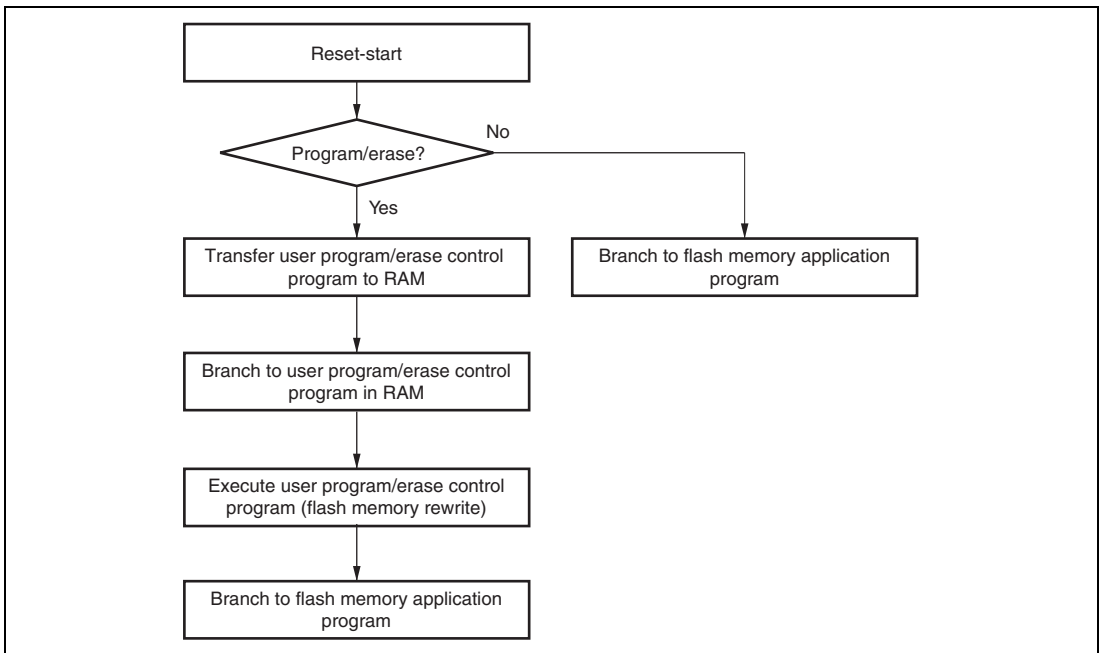 Reset-start
Program/erase?
No
Yes
Transfer user program/erase control
program to RAM
Branch to flash memory application
program
Branch to user program/erase control
program in RAM
Execute user program/erase control
program (flash memory rewrite)
Branch to flash memory application
program